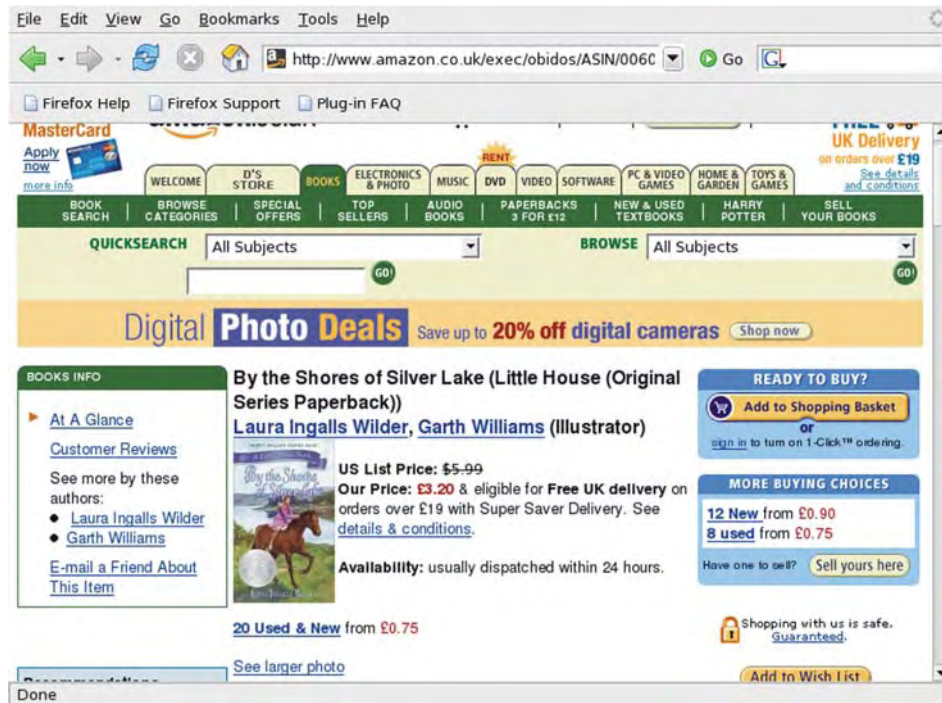 File Edit View Go Bookmarks Tools Help
http://www.amazon.co.uk/exec/obidos/ASIN/006C
Go
Firefox Help Firefox Support Plug-in FAQ
MasterCard
Apply
now
more info
UK Delivery
on orders over £19
See details
and conditions
RENT
WELCOME
D'S
STORE
BOOKS
ELECTRONICS
& PHOTO
MUSIC
DVD
VIDEO
SOFTWARE
PC & VIDEO
GAMES
HOME &
GARDEN
TOYS &
GAMES
BOOK
SEARCH
BROWSE
CATEGORIES
SPECIAL
OFFERS
TOP
SELLERS
AUDIO
BOOKS
PAPERBACKS
3 FOR £12
NEW & USED
TEXTBOOKS
HARRY
POTTER
SELL
YOUR BOOKS
QUICKSEARCH All Subjects
GO!
BROWSE All Subjects
GO!
Digital Photo Deals Save up to 20% off digital cameras Shop now
BOOKS INFO
At A Glance
Customer Reviews
See more by these
authors:
Laura Ingalls Wilder
Garth Williams
E-mail a Friend About
This Item
By the Shores of Silver Lake (Little House (Original
Series Paperback))
Laura Ingalls Wilder, Garth Williams (Illustrator)
By the Shores
of Silver Lake
US List Price: $5.99
Our Price: £3.20 & eligible for Free UK delivery on
orders over £19 with Super Saver Delivery. See
details & conditions.
Availability: usually dispatched within 24 hours.
20 Used & New from £0.75
See larger photo
READY TO BUY?
Add to Shopping Basket
or
sign in to turn on 1-Click™ ordering.
MORE BUYING CHOICES
12 New from £0.90
8 used from £0.75
Have one to sell? Sell yours here
Shopping with us is safe.
Guaranteed.
Add to Wish List
Done